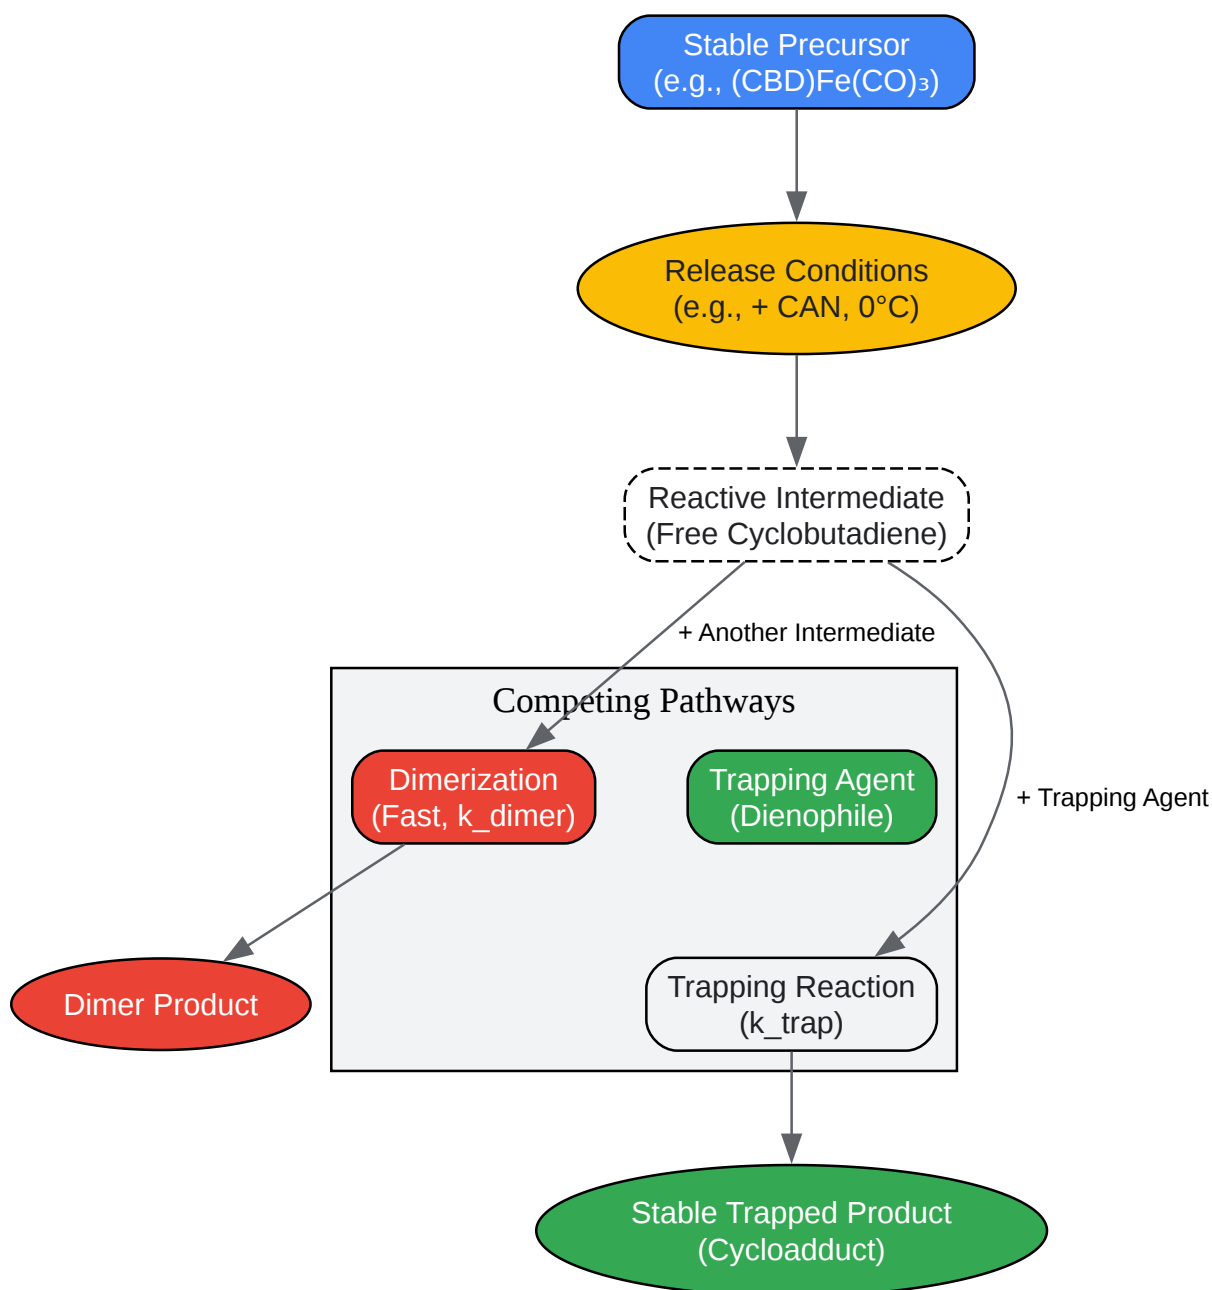 Stable Precursor
(e.g., (CBD)Fe(CO)₃)
Release Conditions
(e.g., + CAN, 0°C)
Reactive Intermediate
(Free Cyclobutadiene)
+ Another Intermediate
Competing Pathways
Dimerization
(Fast, k_dimer)
Trapping Agent
(Dienophile)
+ Trapping Agent
Dimer Product
Trapping Reaction
(k_trap)
Stable Trapped Product
(Cycloadduct)